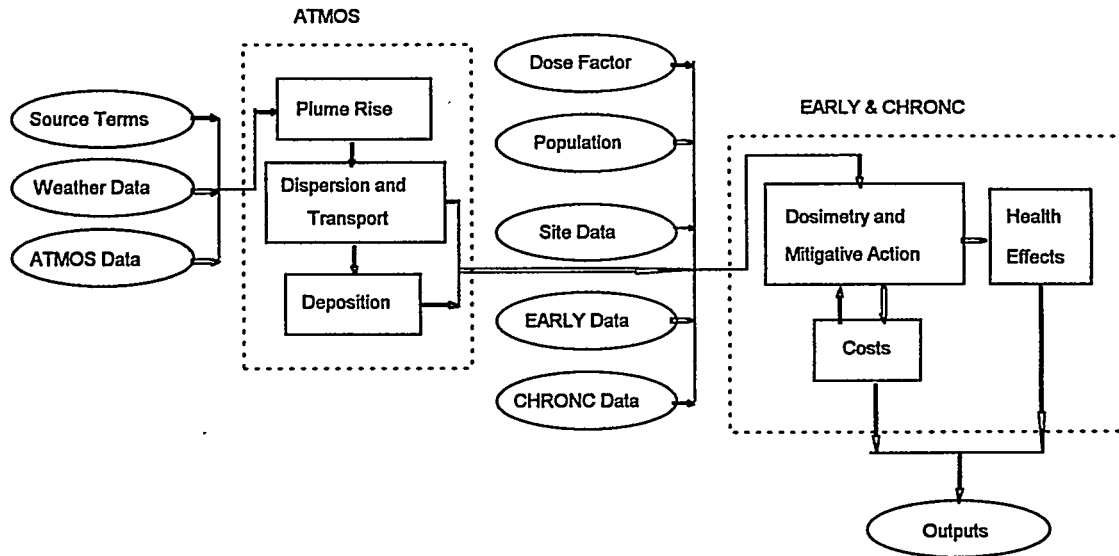 ATMOS
Source Terms
Weather Data
ATMOS Data
Plume Rise
Dispersion and
Transport
Deposition
Dose Factor
Population
Site Data
EARLY Data
CHRONC Data
EARLY & CHRONC
Dosimetry and
Mitigative Action
Health
Effects
Costs
Outputs